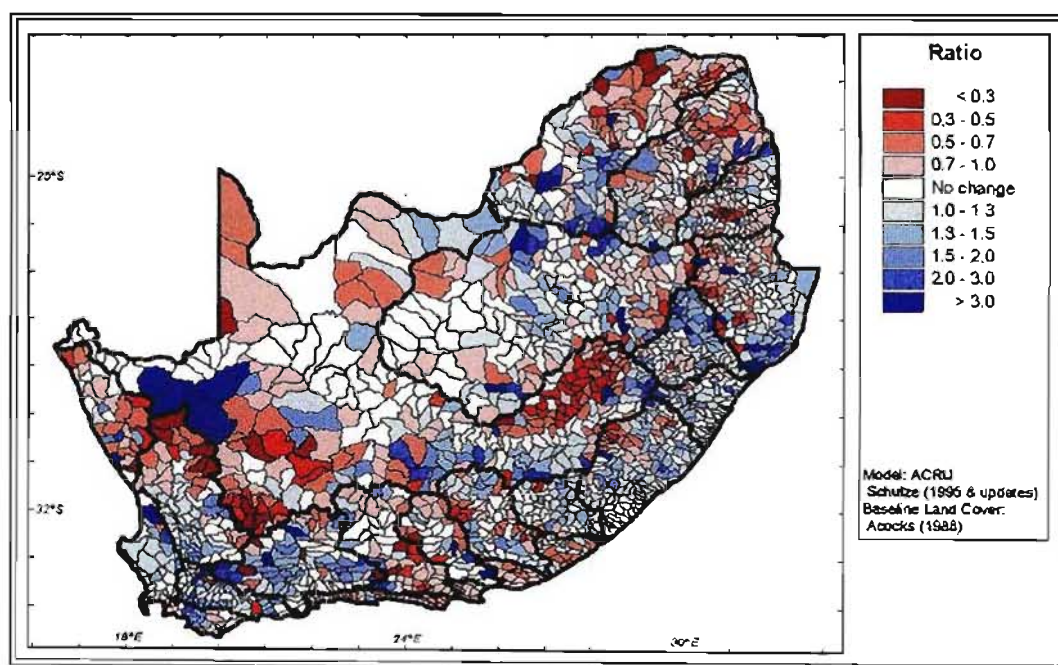 Ratio
< 0.3
0.3 - 0.5
0.5 - 0.7
0.7 - 1.0
No change
1.0 - 1.3
1.3 - 1.5
1.5 - 2.0
2.0 - 3.0
> 3.0
Model: ACRU
Schulze (1995 & updates)
Baseline Land Cover:
Acocks (1988)
32°S
18°E
24°E
30°E